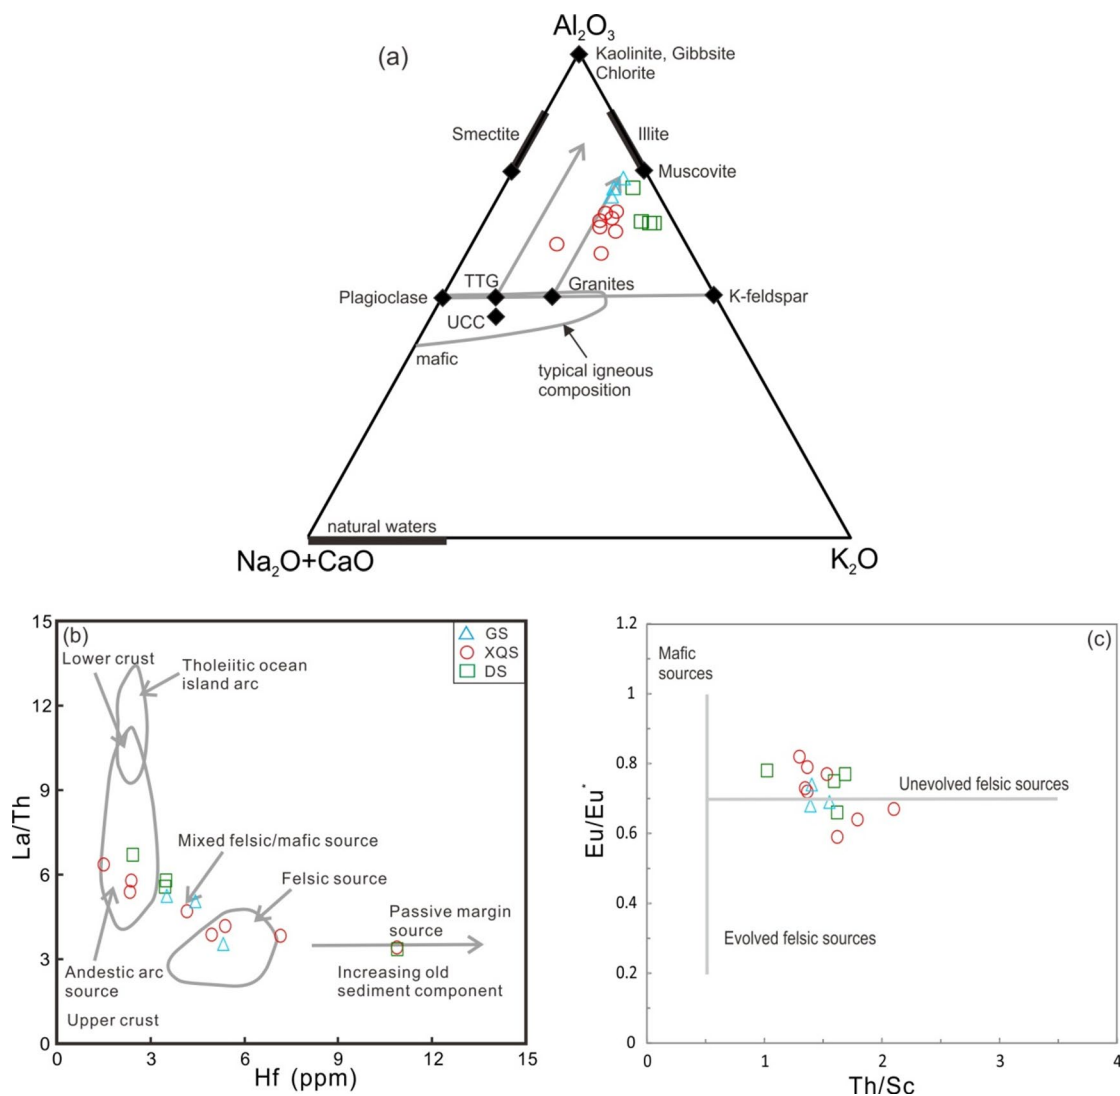 (a)
Al₂O₃
Kaolinite, Gibbsite
Chlorite
Smectite
Illite
Muscovite
Plagioclase
TTG
Granites
K-feldspar
UCC
mafic
typical igneous
composition
natural waters
Na₂O+CaO
K₂O
(b)
GS
XQS
DS
Lower crust
Tholeiitic ocean
island arc
Mixed felsic/mafic source
Felsic source
Passive margin
source
Andestic arc
source
Increasing old
sediment component
Upper crust
La/Th
15
12
9
6
3
0
0
3
6
9
12
15
Hf (ppm)
(c)
Mafic
sources
Unevolved felsic sources
Evolved felsic sources
Eu/Eu*
1.2
1
0.8
0.6
0.4
0.2
0
0
1
2
3
4
Th/Sc